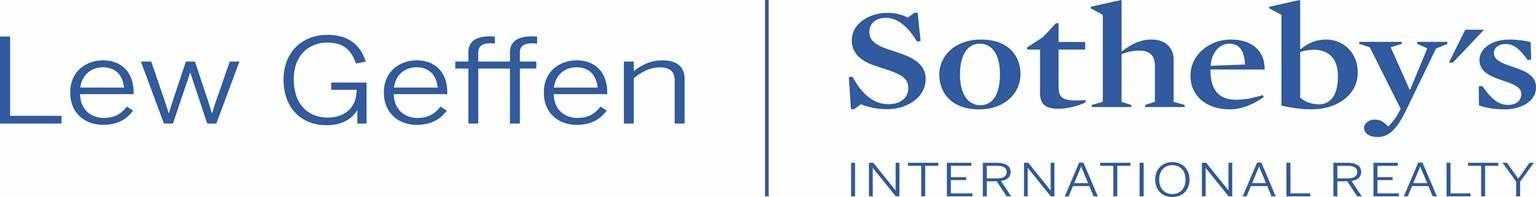 Lew Geffen
Sotheby's
INTERNATIONAL REALTY